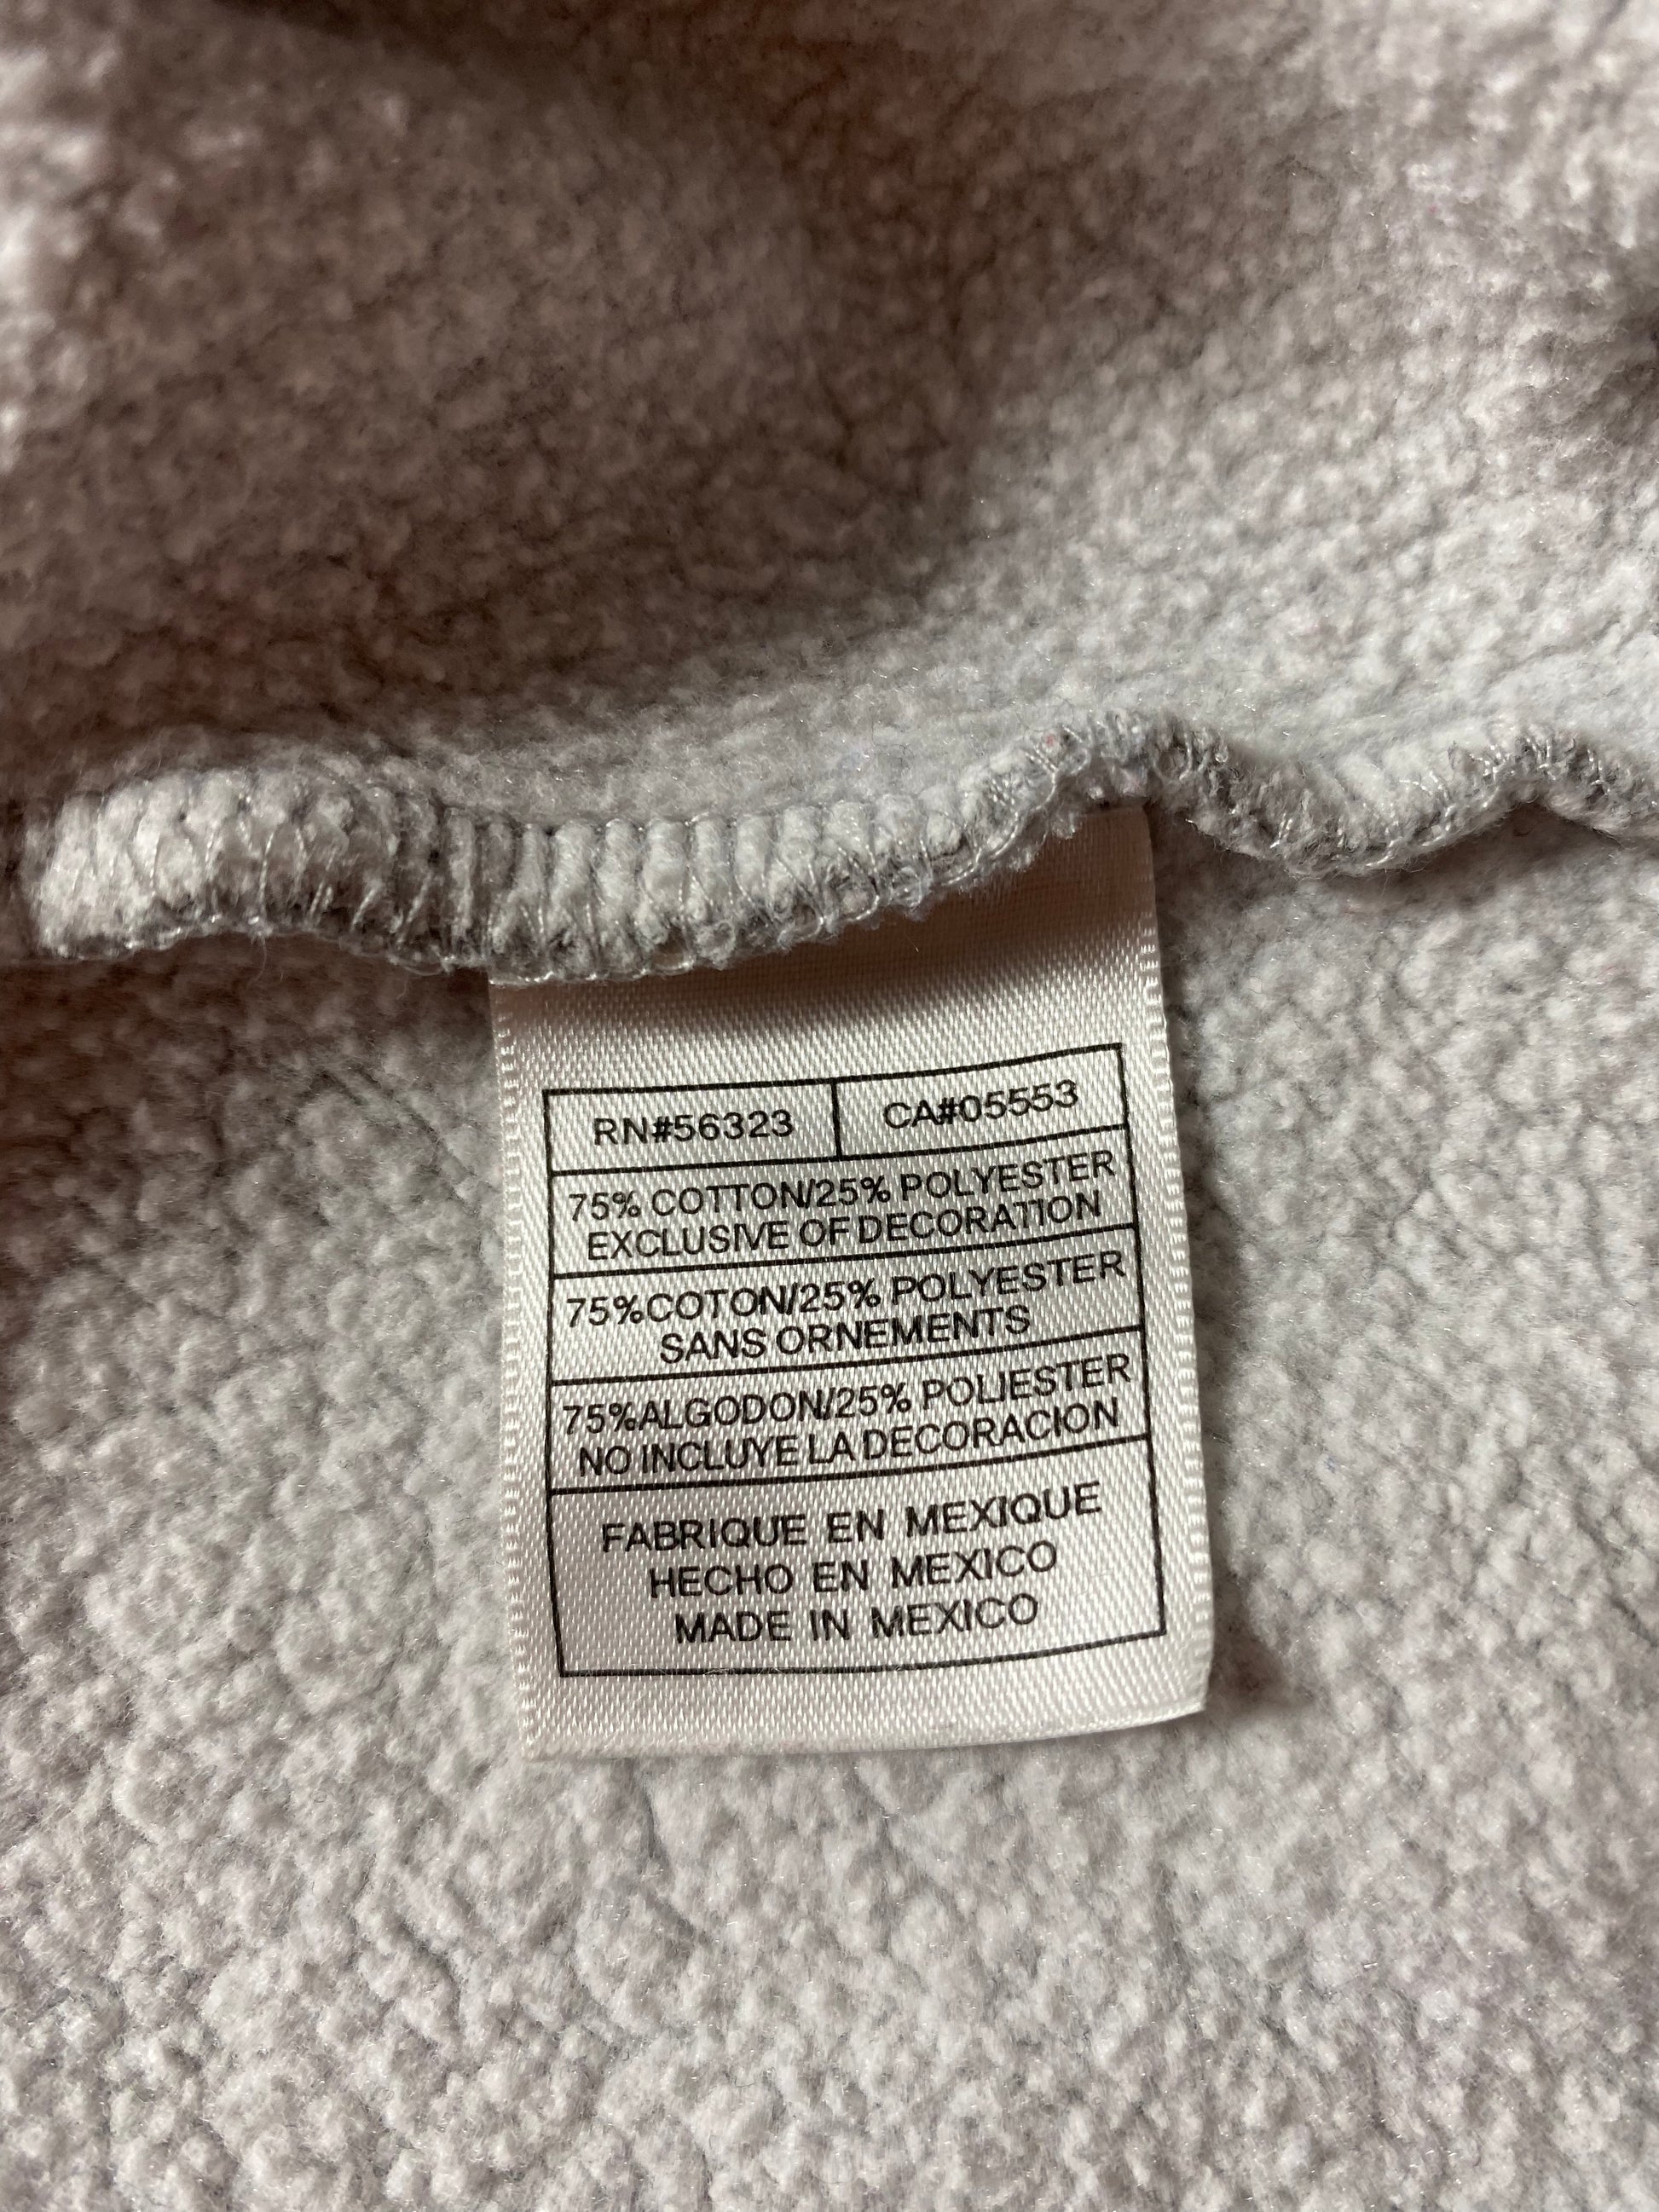 RN#56323 CA#05553
75% COTTON/25% POLYESTER
EXCLUSIVE OF DECORATION
75%COTON/25% POLYESTER
SANS ORNEMENTS
75%ALGODON/25% POLIESTER
NO INCLUYE LA DECORACION
FABRIQUE EN MEXIQUE
HECHO EN MEXICO
MADE IN MEXICO